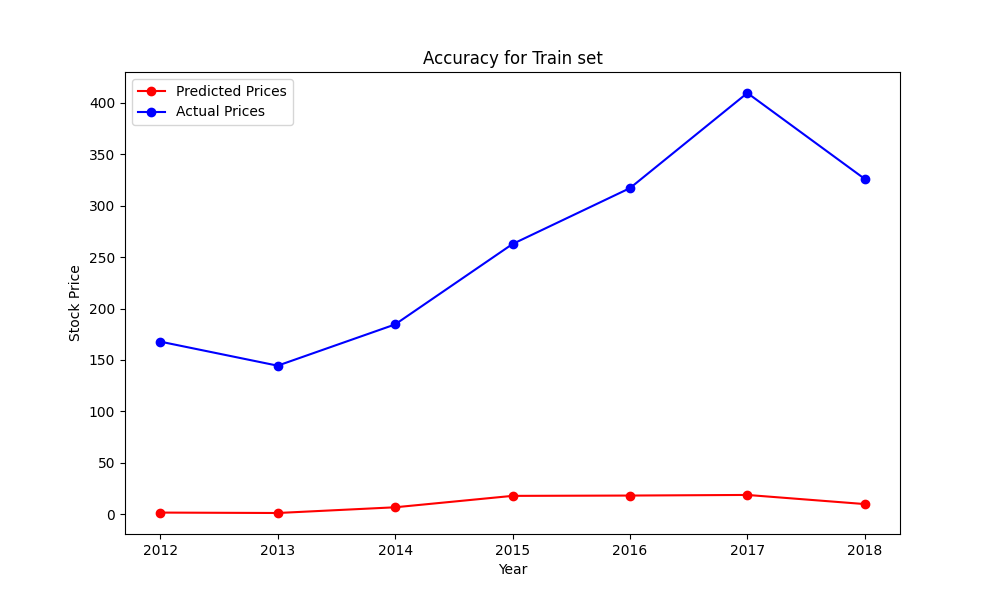 Accuracy for Train set
Predicted Prices
Actual Prices
400
350
300
250
200
150
100
50
0
Stock Price
2012 2013 2014 2015 2016 2017 2018
Year